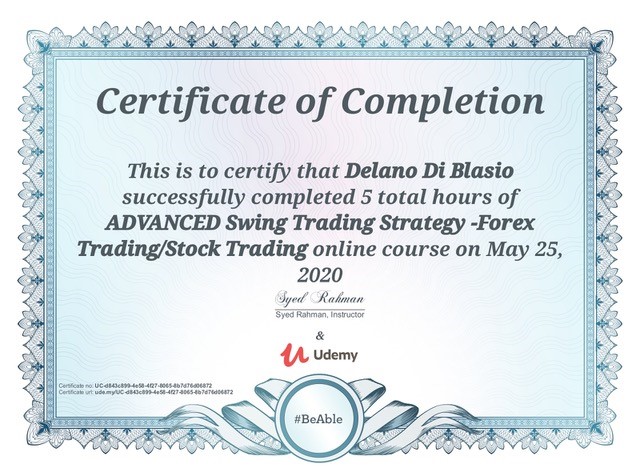 Certificate of Completion
This is to certify that Delano Di Blasio
successfully completed 5 total hours of
ADVANCED Swing Trading Strategy -Forex
Trading/Stock Trading online course on May 25,
2020
Syed Rahman
Syed Rahman, Instructor
&
Udemy
Certificate no: UC-d843c899-4e58-4f27-8065-8b7d76d06872
Certificate url: ude.my/UC-d843c899-4e58-4f27-8065-8b7d76d06872
#BeAble